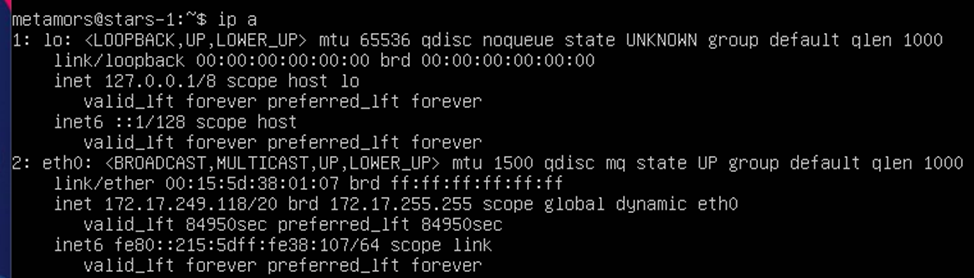 metamors@stars-1:~$ ip a
1: lo: <LOOPBACK,UP,LOWER_UP> mtu 65536 qdisc noqueue state UNKNOWN group default qlen 1000
    link/loopback 00:00:00:00:00:00 brd 00:00:00:00:00:00
    inet 127.0.0.1/8 scope host lo
       valid_lft forever preferred_lft forever
    inet6 ::1/128 scope host
       valid_lft forever preferred_lft forever
2: eth0: <BROADCAST,MULTICAST,UP,LOWER_UP> mtu 1500 qdisc mq state UP group default qlen 1000
    link/ether 00:15:5d:38:01:07 brd ff:ff:ff:ff:ff:ff
    inet 172.17.249.118/20 brd 172.17.255.255 scope global dynamic eth0
       valid_lft 84950sec preferred_lft 84950sec
    inet6 fe80::215:5dff:fe38:107/64 scope link
       valid_lft forever preferred_lft forever